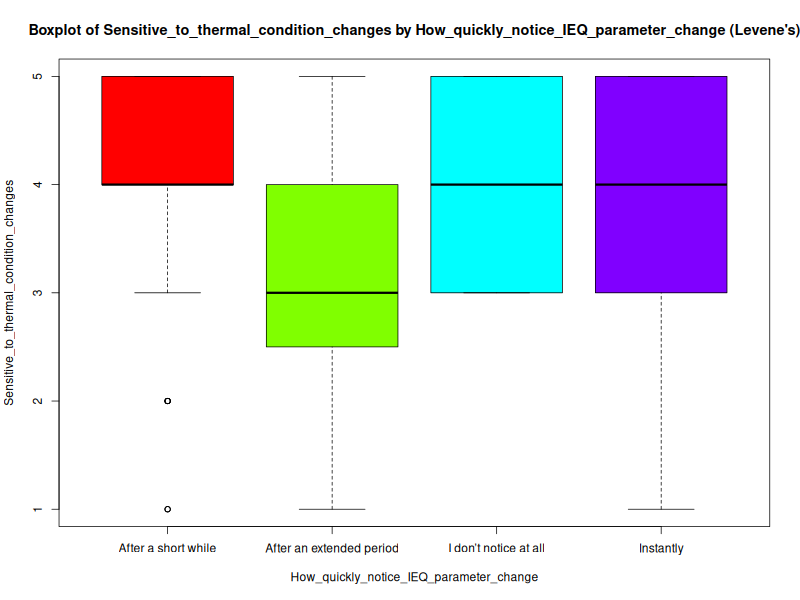 Boxplot of Sensitive_to_thermal_condition_changes by How_quickly_notice_IEQ_parameter_change (Levene's)
Sensitive_to_thermal_condition_changes
5
4
3
2
1
After a short while
After an extended period
I don't notice at all
Instantly
How_quickly_notice_IEQ_parameter_change